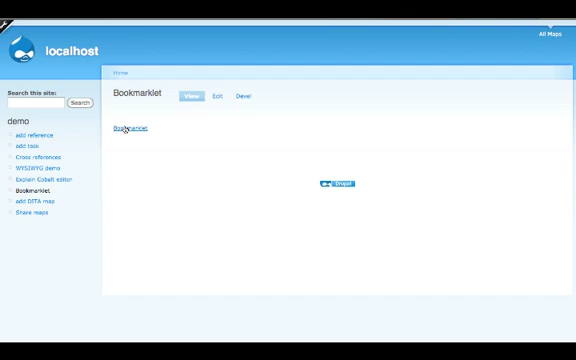 All Maps
localhost
Home
Search this site:
Search
Bookmarklet
View
Edit
Devel
Bookmarklet
demo
add reference
add task
Cross references
WYSIWYG demo
Explain Cobalt editor
Bookmarklet
add DITA map
Share maps
Drupal